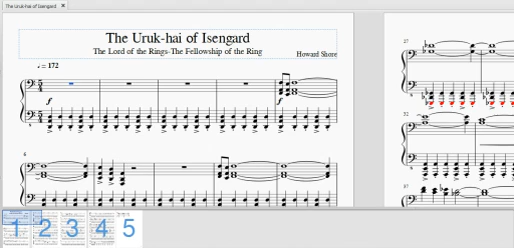 The Uruk-hai of Isengard ×
The Uruk-hai of Isengard
The Lord of the Rings-The Fellowship of the Ring
Howard Shore
♩ = 172
f
f
6
27
32
37
1 2 3 4 5